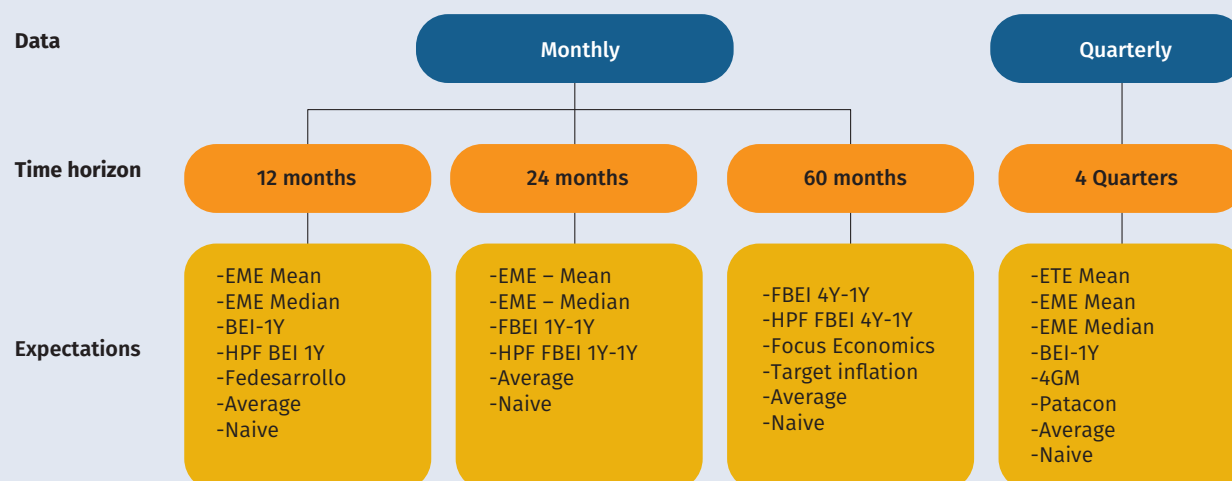 Data
Monthly
Quarterly
Time horizon
12 months
24 months
60 months
4 Quarters
Expectations
-EME Mean
-EME Median
-BEI-1Y
-HPF BEI 1Y
-Fedesarrollo
-Average
-Naive
-EME – Mean
-EME – Median
-FBEI 1Y-1Y
-HPF FBEI 1Y-1Y
-Average
-Naive
-FBEI 4Y-1Y
-HPF FBEI 4Y-1Y
-Focus Economics
-Target inflation
-Average
-Naive
-ETE Mean
-EME Mean
-EME Median
-BEI-1Y
-4GM
-Patacon
-Average
-Naive